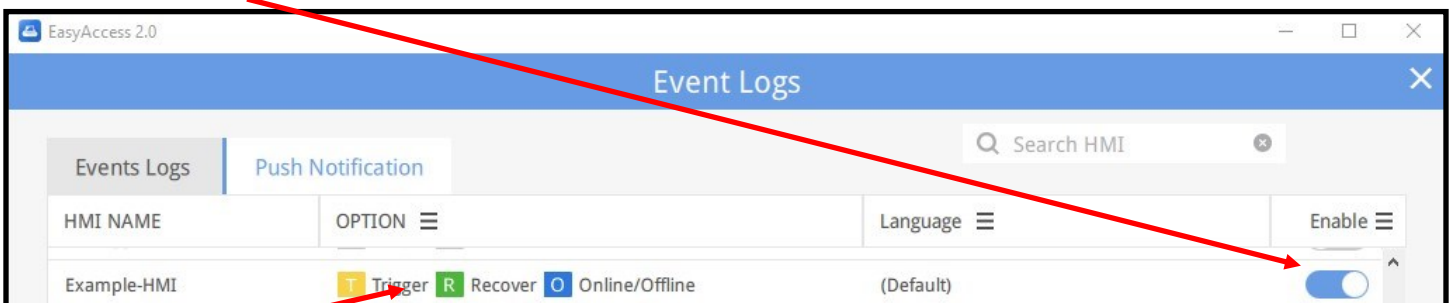 EasyAccess 2.0
Event Logs
Search HMI
Events Logs Push Notification
HMI NAME OPTION Language Enable
Example-HMI T Trigger R Recover O Online/Offline (Default)